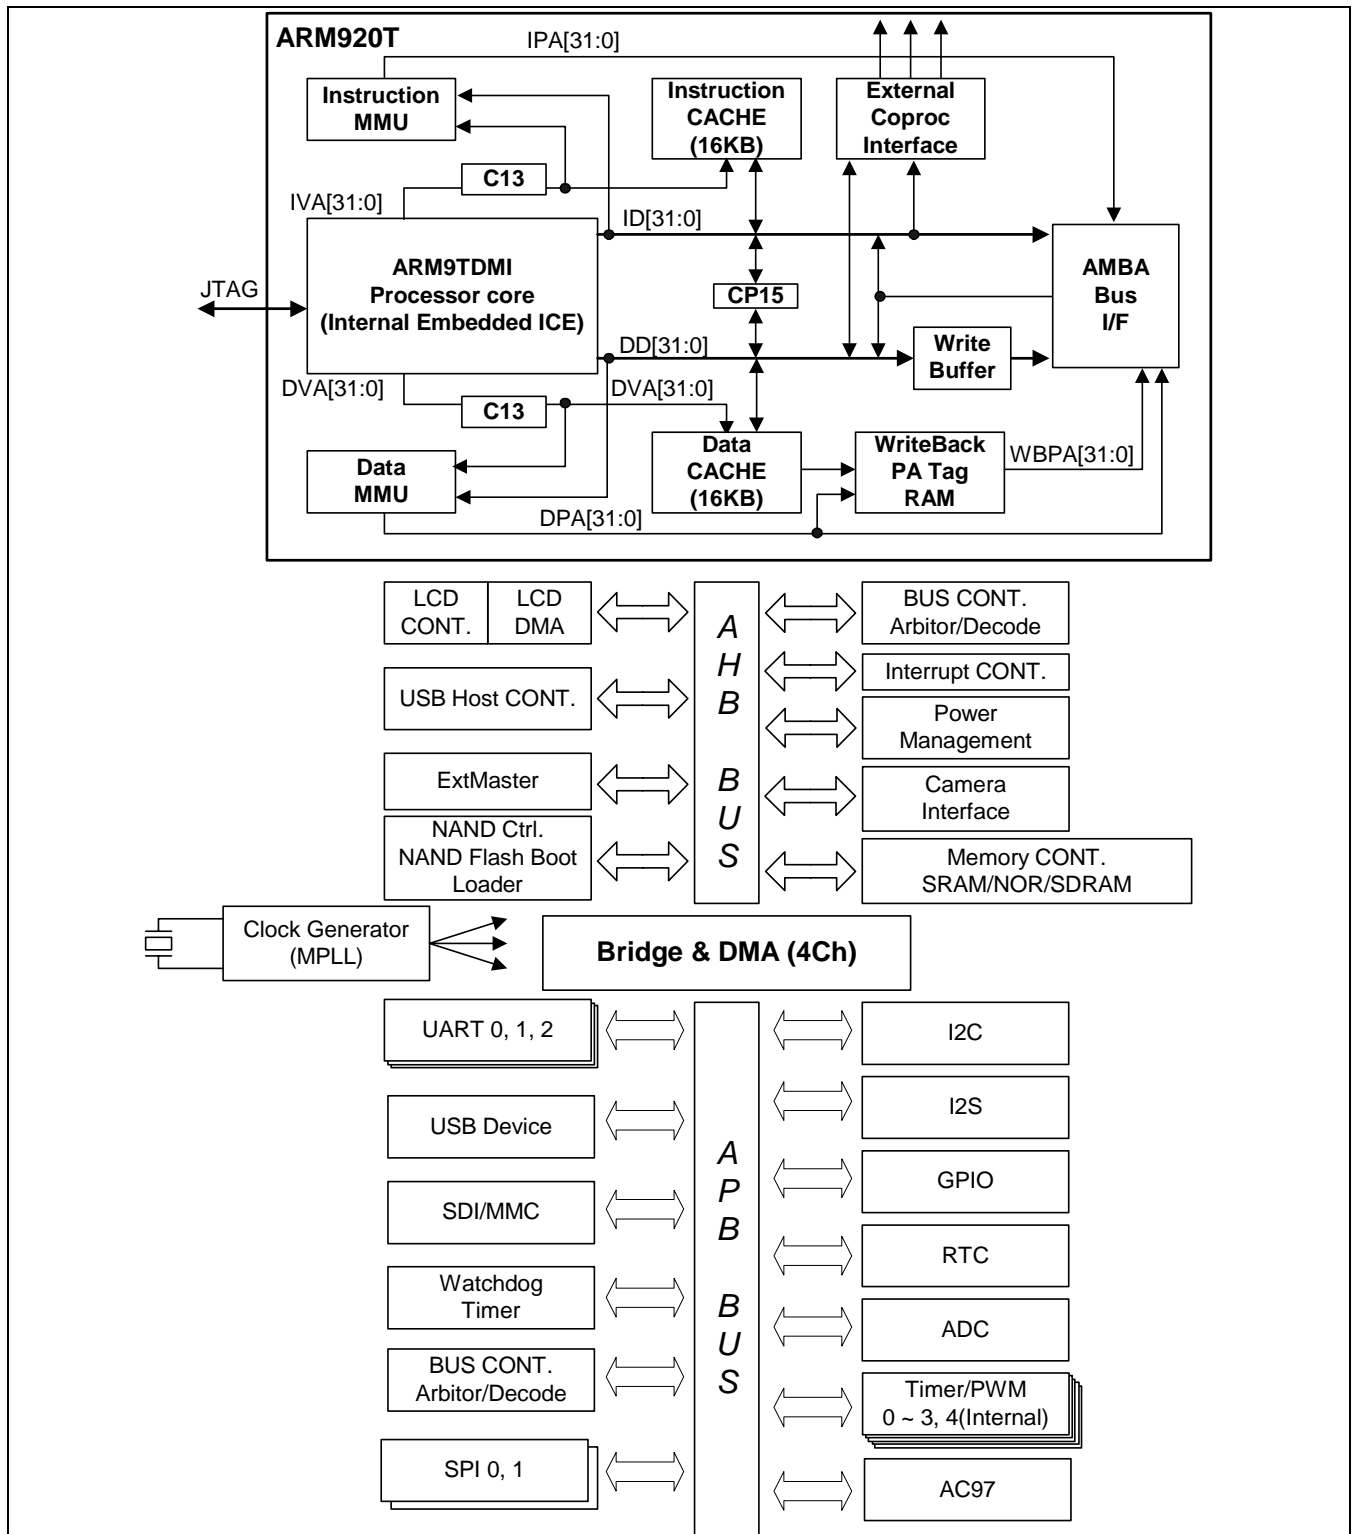 ARM920T
IPA[31:0]
Instruction
MMU
Instruction
CACHE
(16KB)
External
Coproc
Interface
C13
IVA[31:0]
ID[31:0]
ARM9TDMI
Processor core
(Internal Embedded ICE)
JTAG
CP15
AMBA
Bus
I/F
DD[31:0]
Write
Buffer
DVA[31:0]
DVA[31:0]
C13
Data
MMU
Data
CACHE
(16KB)
WriteBack
PA Tag
RAM
WBPA[31:0]
DPA[31:0]
LCD
CONT.
LCD
DMA
USB Host CONT.
ExtMaster
NAND Ctrl.
NAND Flash Boot
Loader
A
H
B
B
U
S
BUS CONT.
Arbitor/Decode
Interrupt CONT.
Power
Management
Camera
Interface
Memory CONT.
SRAM/NOR/SDRAM
Clock Generator
(MPLL)
Bridge & DMA (4Ch)
UART 0, 1, 2
USB Device
SDI/MMC
Watchdog
Timer
BUS CONT.
Arbitor/Decode
SPI 0, 1
A
P
B
B
U
S
I2C
I2S
GPIO
RTC
ADC
Timer/PWM
0 ~ 3, 4(Internal)
AC97